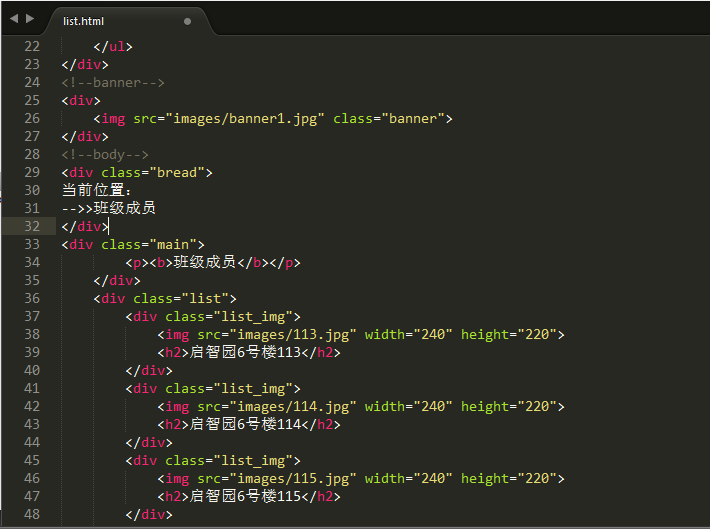 list.html
22 </ul>
23 </div>
24 <!--banner-->
25 <div>
26 <img src="images/banner1.jpg" class="banner">
27 </div>
28 <!--body-->
29 <div class="bread">
30 当前位置：
31 -->>班级成员
32 </div>
33 <div class="main">
34 <p><b>班级成员</b></p>
35 </div>
36 <div class="list">
37 <div class="list_img">
38 <img src="images/113.jpg" width="240" height="220">
39 <h2>启智园6号楼113</h2>
40 </div>
41 <div class="list_img">
42 <img src="images/114.jpg" width="240" height="220">
43 <h2>启智园6号楼114</h2>
44 </div>
45 <div class="list_img">
46 <img src="images/115.jpg" width="240" height="220">
47 <h2>启智园6号楼115</h2>
48 </div>